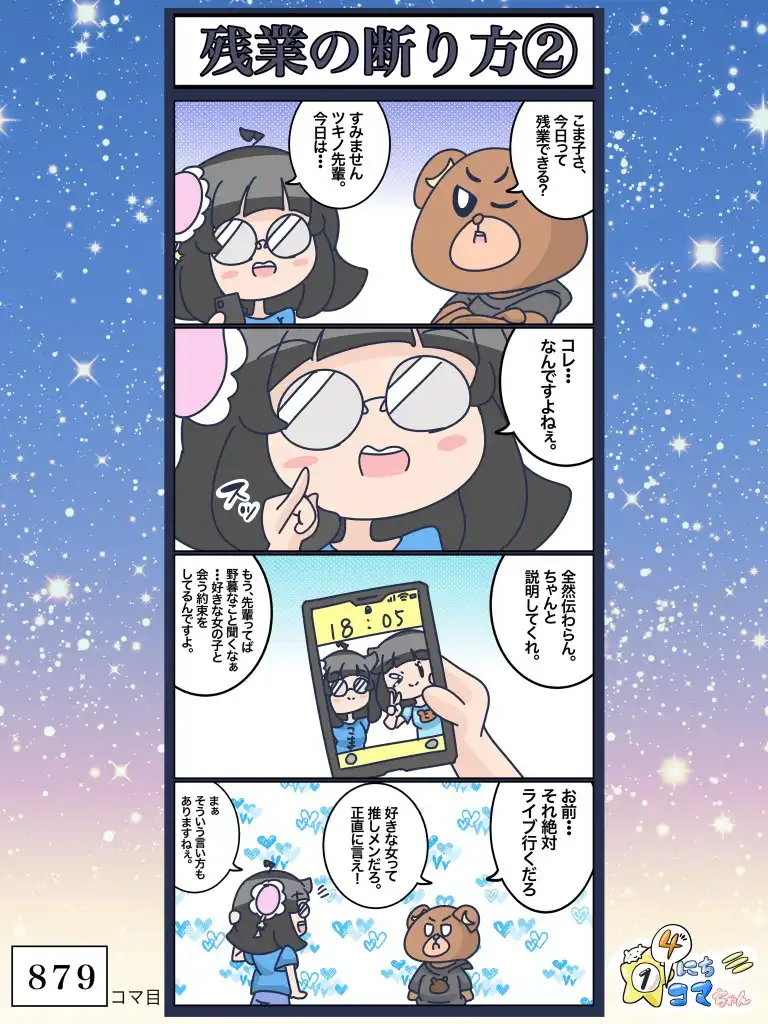 残業の断り方②
こま子さ、
今日って
残業できる？
すみません
ツキノ先輩。
今日は…
コレ…
なんですよねぇ。
スッ
全然伝わらん。
ちゃんと
説明してくれ。
18:05
こま
もう、先輩ってば
野暮なこと聞くなぁ
…好きな女の子と
会う約束を
してるんですよ。
お前…
それ絶対
ライブ行くだろ
好きな女って
推しメンだろ。
正直に言え！
まぁ
そういう言い方も
ありますねぇ。
879
コマ目
1にち
4コマ
ちゃん